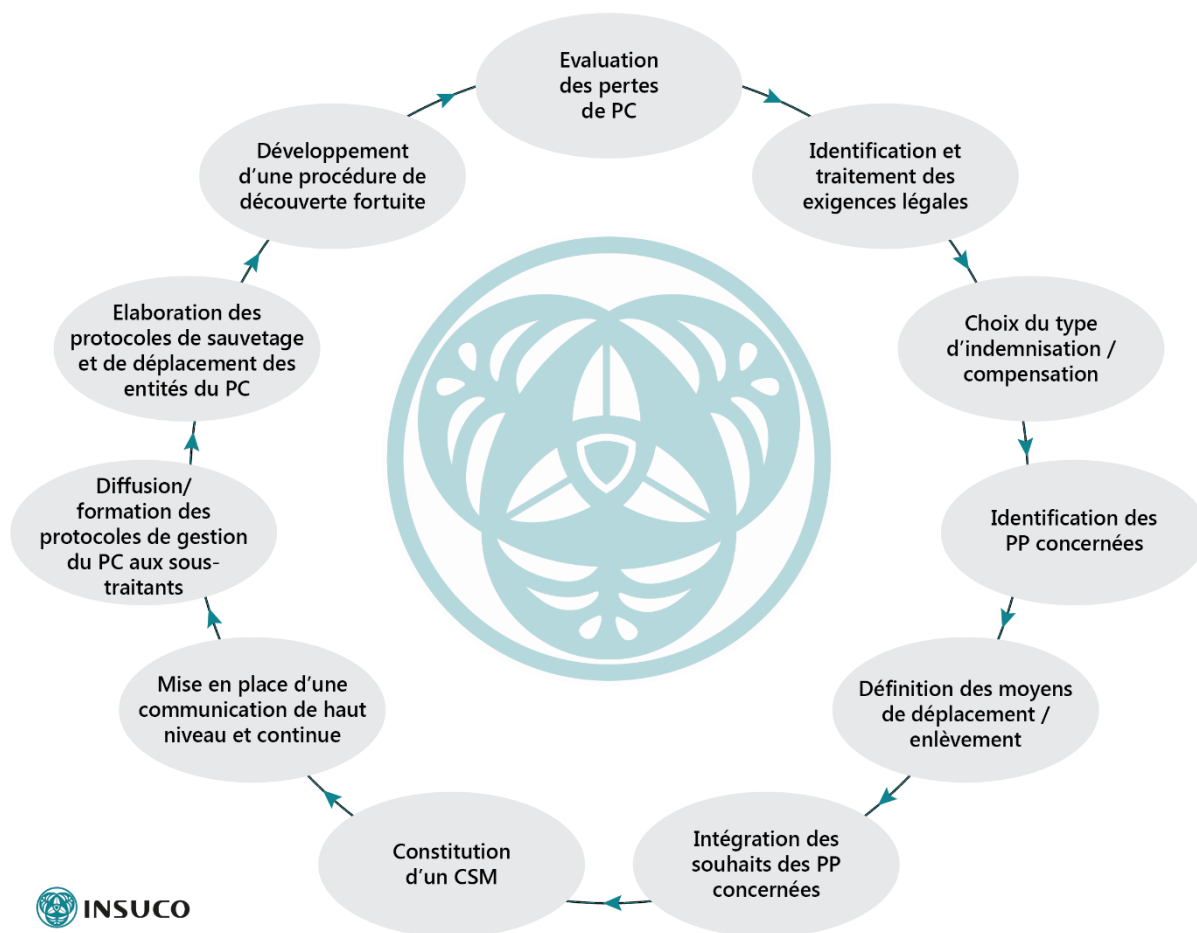 Evaluation
des pertes
de PC
Identification et
traitement des
exigences légales
Choix du type
d'indemnisation /
compensation
Identification des
PP concernées
Définition des moyens
de déplacement /
enlèvement
Intégration des
souhaits des PP
concernées
Constitution
d'un CSM
Mise en place d'une
communication de haut
niveau et continue
Diffusion/
formation des
protocoles de gestion
du PC aux sous-
traitants
Elaboration des
protocoles de sauvetage
et de déplacement des
entités du PC
Développement
d'une procédure de
découverte fortuite
INSUCO